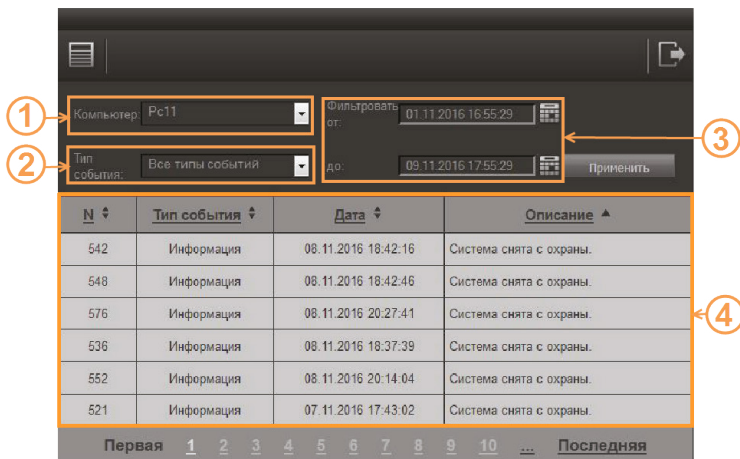 1 Компьютер: Pc11
Фильтровать от: 01.11.2016 16:55:29
3
2 Тип события: Все типы событий
до: 09.11.2016 17:55:29
Применить
N Тип события Дата Описание
542 Информация 08.11.2016 18:42:16 Система снята с охраны.
548 Информация 08.11.2016 18:42:46 Система снята с охраны.
576 Информация 08.11.2016 20:27:41 Система снята с охраны.
4
536 Информация 08.11.2016 18:37:39 Система снята с охраны.
552 Информация 08.11.2016 20:14:04 Система снята с охраны.
521 Информация 07.11.2016 17:43:02 Система снята с охраны.
Первая 1 2 3 4 5 6 7 8 9 10 ... Последняя